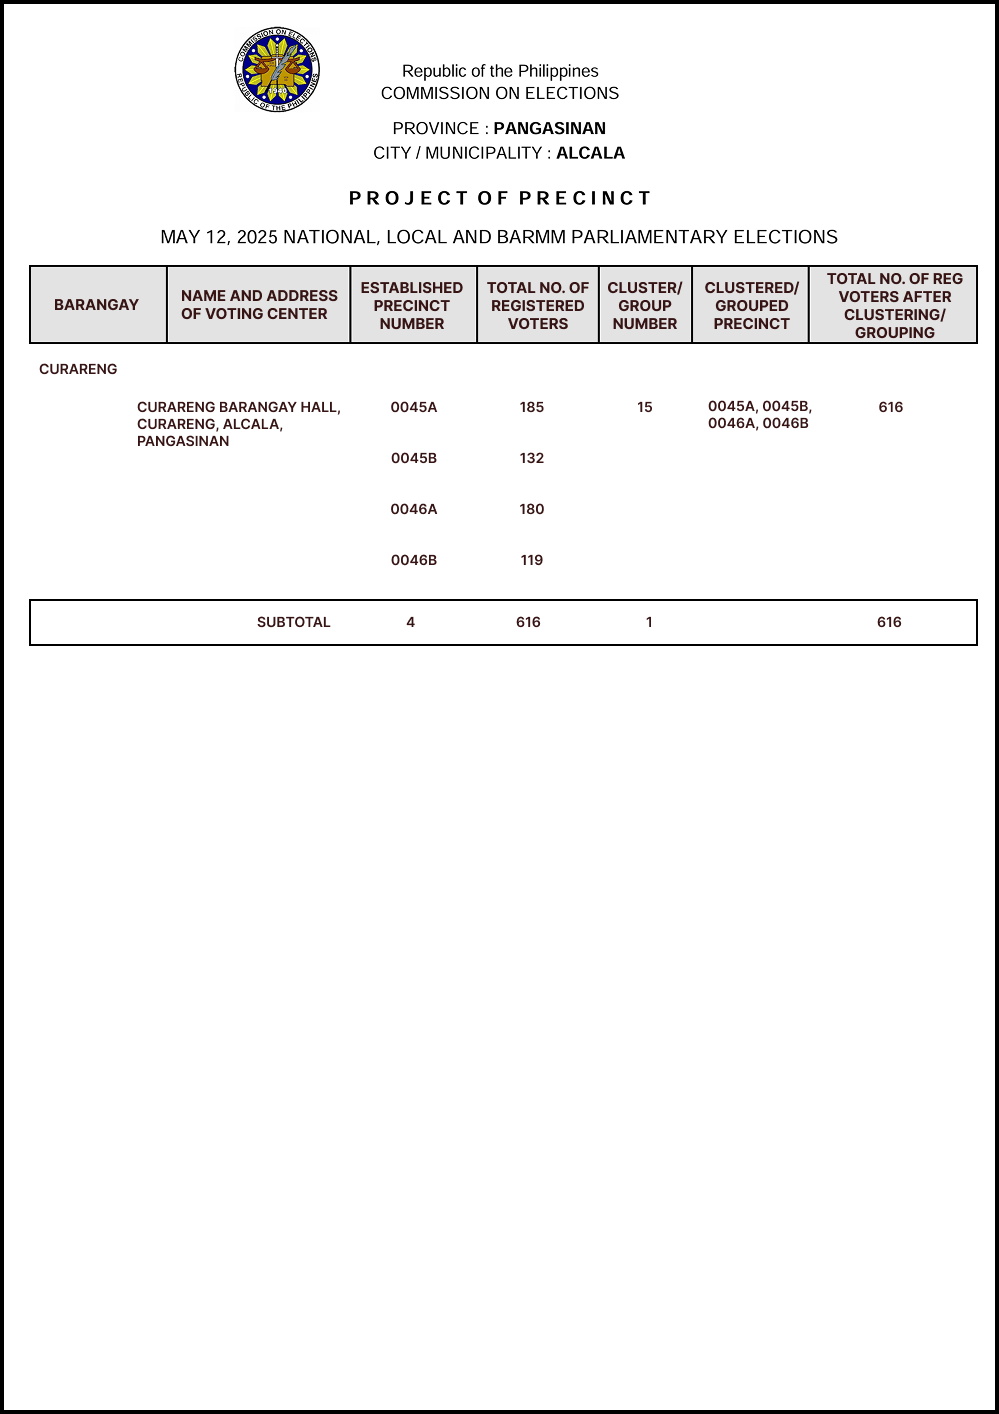 COMMISSION ON ELECTIONS
REPUBLIC OF THE PHILIPPINES
1940
Republic of the Philippines
COMMISSION ON ELECTIONS
PROVINCE : PANGASINAN
CITY / MUNICIPALITY : ALCALA
PROJECT OF PRECINCT
MAY 12, 2025 NATIONAL, LOCAL AND BARMM PARLIAMENTARY ELECTIONS
BARANGAY
NAME AND ADDRESS
OF VOTING CENTER
ESTABLISHED
PRECINCT
NUMBER
TOTAL NO. OF
REGISTERED
VOTERS
CLUSTER/
GROUP
NUMBER
CLUSTERED/
GROUPED
PRECINCT
TOTAL NO. OF REG
VOTERS AFTER
CLUSTERING/
GROUPING
CURARENG
CURARENG BARANGAY HALL,
CURARENG, ALCALA,
PANGASINAN
0045A 185 15 0045A, 0045B, 616
0046A, 0046B
0045B 132
0046A 180
0046B 119
SUBTOTAL 4 616 1 616